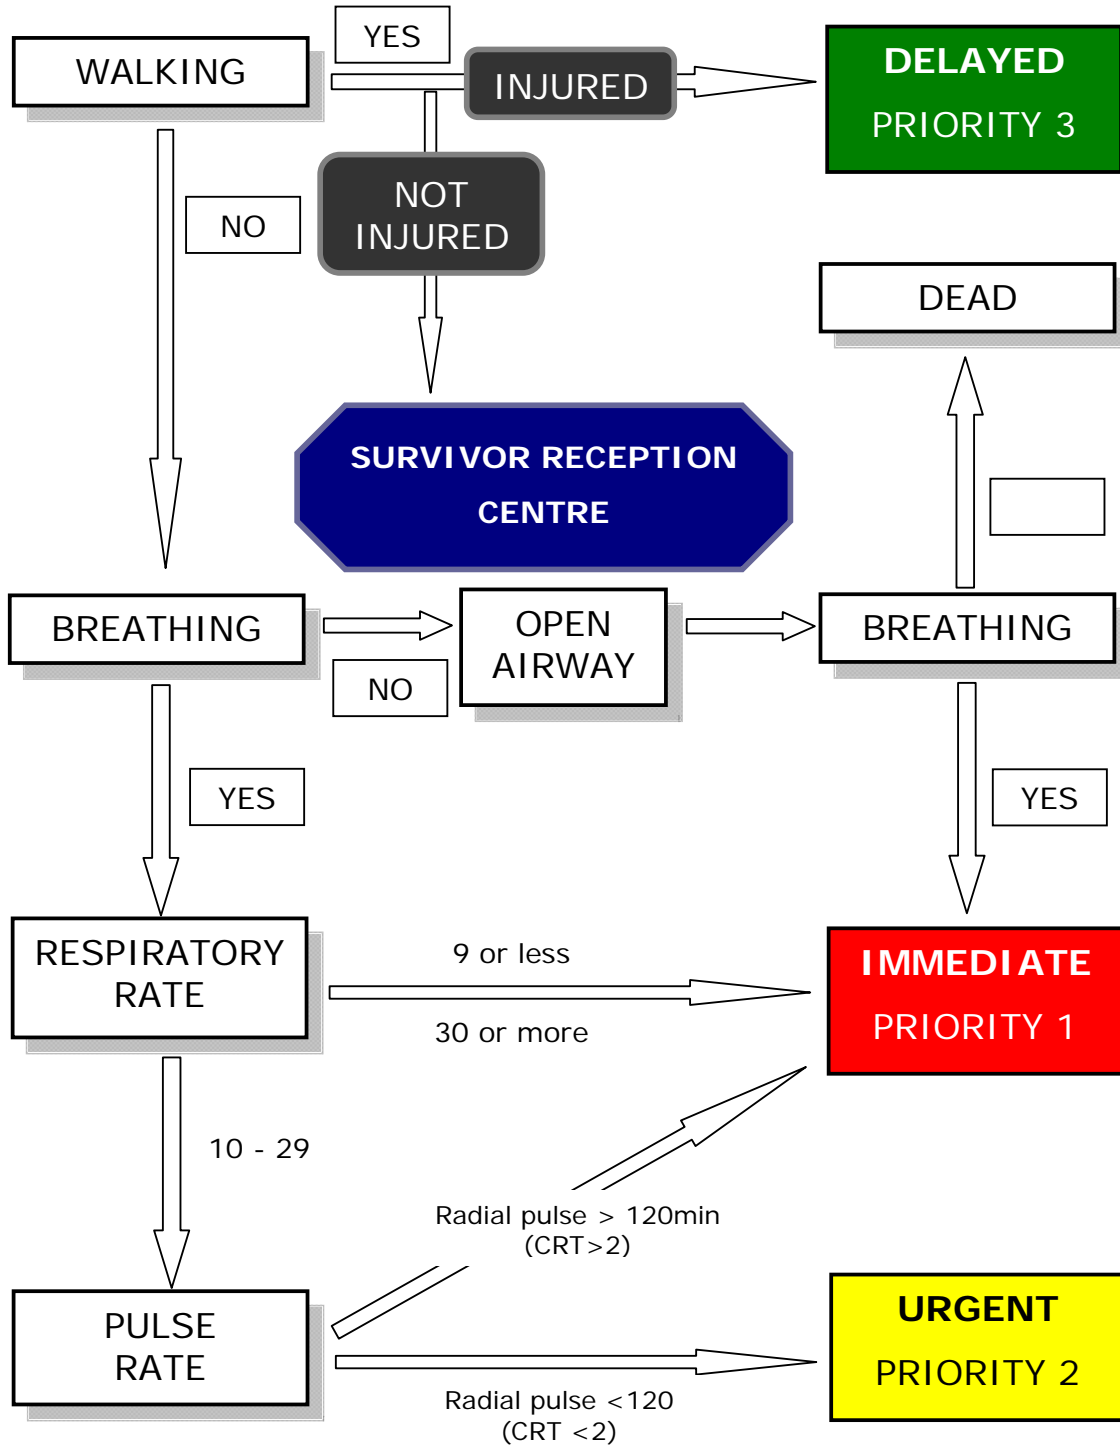 YES
WALKING
INJURED
DELAYED
PRIORITY 3
NO
NOT
INJURED
DEAD
SURVIVOR RECEPTION
CENTRE
BREATHING
NO
OPEN
AIRWAY
BREATHING
YES
YES
RESPIRATORY
RATE
9 or less
30 or more
IMMEDIATE
PRIORITY 1
10 - 29
Radial pulse > 120min
(CRT>2)
PULSE
RATE
Radial pulse <120
(CRT <2)
URGENT
PRIORITY 2